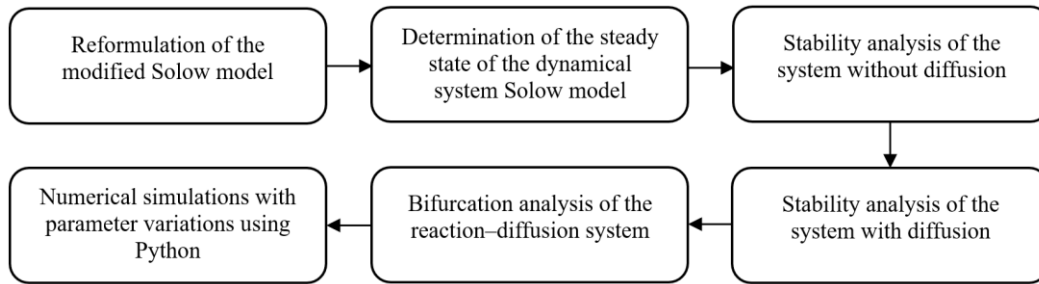 Reformulation of the
modified Solow model
Determination of the steady
state of the dynamical
system Solow model
Stability analysis of the
system without diffusion
Stability analysis of the
system with diffusion
Bifurcation analysis of the
reaction–diffusion system
Numerical simulations with
parameter variations using
Python